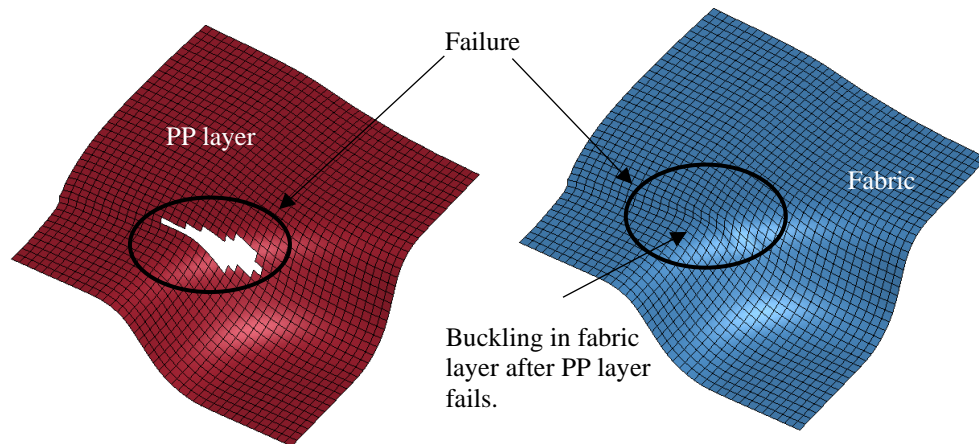 Failure
PP layer
Fabric
Buckling in fabric
layer after PP layer
fails.